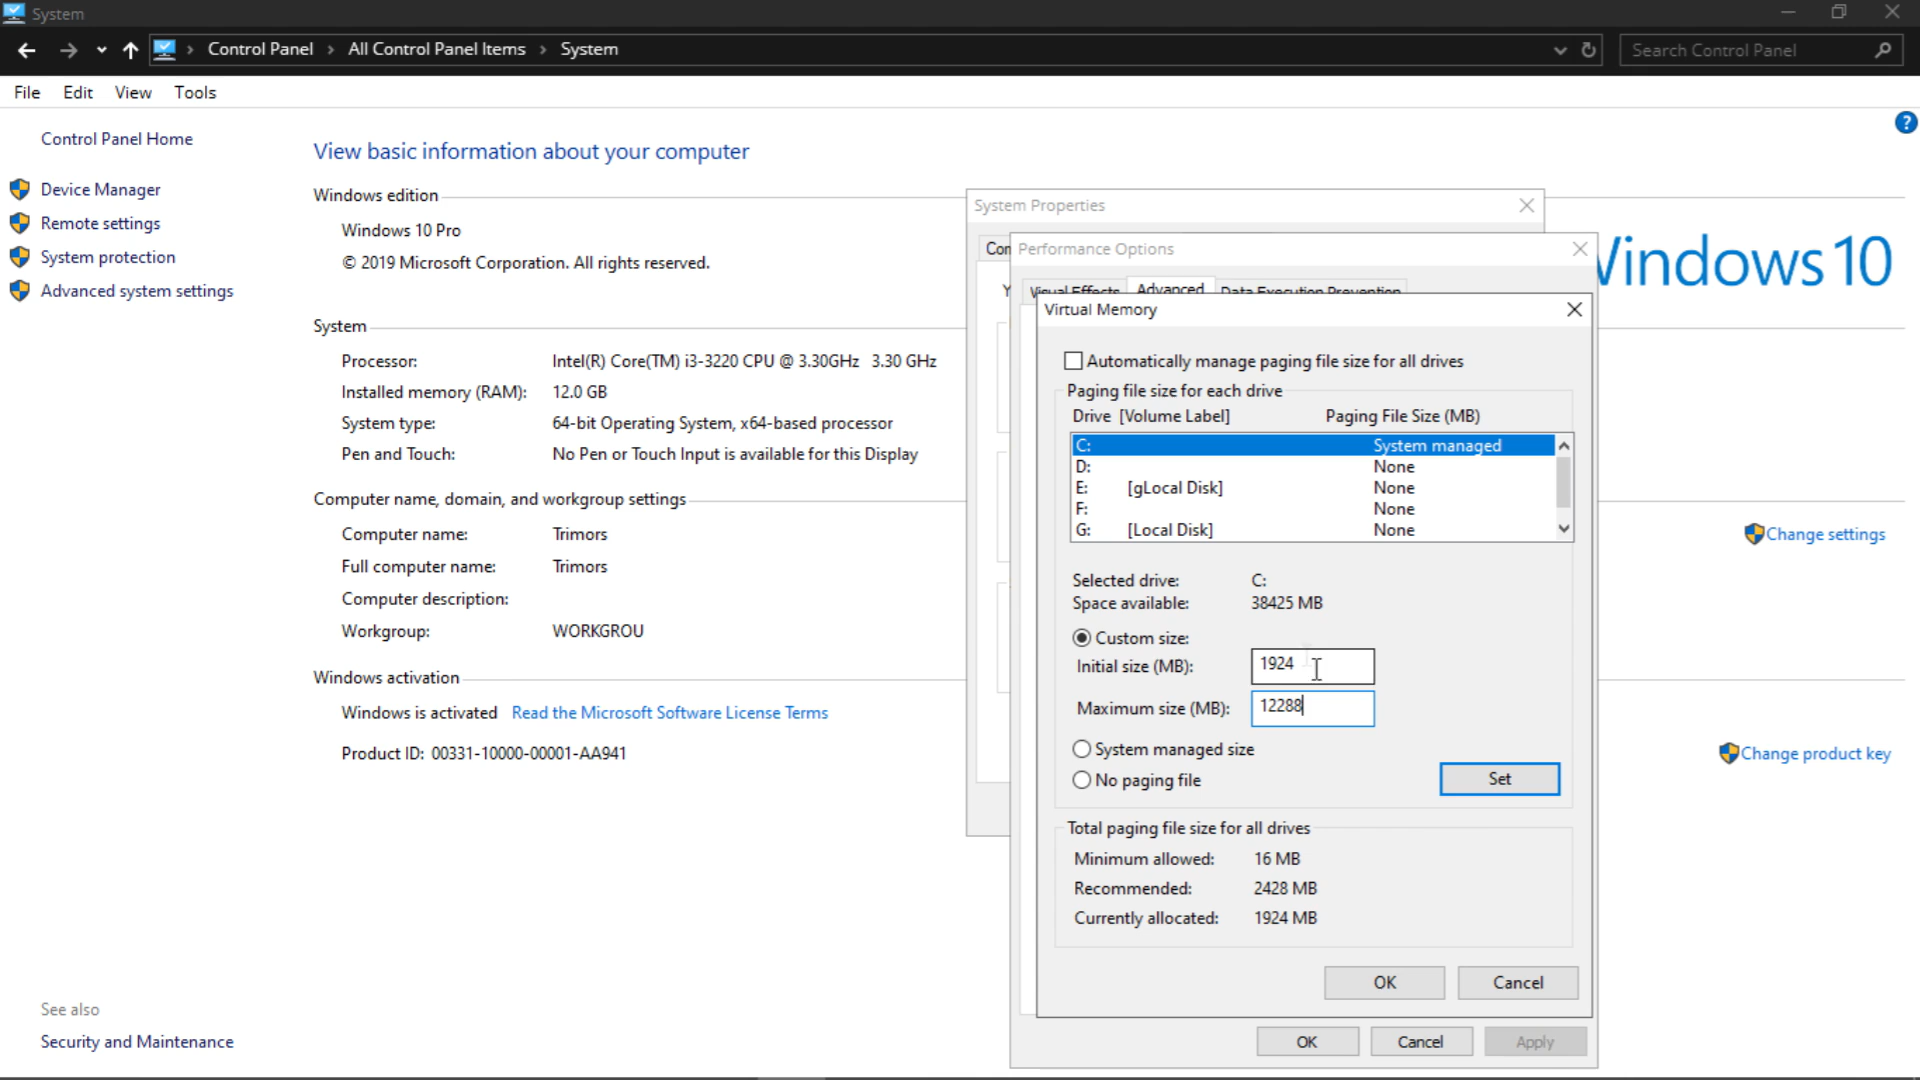 System
Control Panel > All Control Panel Items > System
Search Control Panel
File Edit View Tools
Control Panel Home
Device Manager
Remote settings
System protection
Advanced system settings
See also
Security and Maintenance
View basic information about your computer
Windows edition
Windows 10 Pro
© 2019 Microsoft Corporation. All rights reserved.
System
Processor: Intel(R) Core(TM) i3-3220 CPU @ 3.30GHz 3.30 GHz
Installed memory (RAM): 12.0 GB
System type: 64-bit Operating System, x64-based processor
Pen and Touch: No Pen or Touch Input is available for this Display
Computer name, domain, and workgroup settings
Computer name: Trimors
Full computer name: Trimors
Computer description:
Workgroup: WORKGROU
Windows activation
Windows is activated Read the Microsoft Software License Terms
Product ID: 00331-10000-00001-AA941
?
Windows 10
Change settings
Change product key
System Properties
Con
Y
Performance Options
Visual Effects Advanced Data Execution Prevention
Virtual Memory
Automatically manage paging file size for all drives
Paging file size for each drive
Drive [Volume Label] Paging File Size (MB)
C: System managed
D: None
E: [gLocal Disk] None
F: None
G: [Local Disk] None
Selected drive: C:
Space available: 38425 MB
Custom size:
Initial size (MB): 1924
Maximum size (MB): 12288
System managed size
No paging file
Set
Total paging file size for all drives
Minimum allowed: 16 MB
Recommended: 2428 MB
Currently allocated: 1924 MB
OK Cancel
OK Cancel Apply